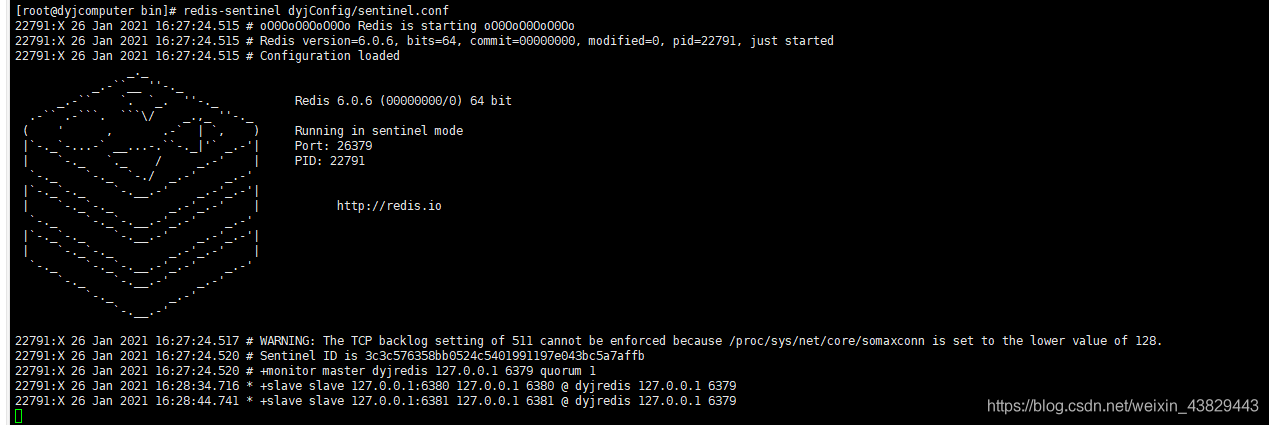 [root@dyjcomputer bin]# redis-sentinel dyjConfig/sentinel.conf
22791:X 26 Jan 2021 16:27:24.515 # oO0OoO0OoO0Oo Redis is starting oO0OoO0OoO0Oo
22791:X 26 Jan 2021 16:27:24.515 # Redis version=6.0.6, bits=64, commit=00000000, modified=0, pid=22791, just started
22791:X 26 Jan 2021 16:27:24.515 # Configuration loaded
Redis 6.0.6 (00000000/0) 64 bit
Running in sentinel mode
Port: 26379
PID: 22791
http://redis.io
22791:X 26 Jan 2021 16:27:24.517 # WARNING: The TCP backlog setting of 511 cannot be enforced because /proc/sys/net/core/somaxconn is set to the lower value of 128.
22791:X 26 Jan 2021 16:27:24.520 # Sentinel ID is 3c3c576358bb0524c5401991197e043bc5a7affb
22791:X 26 Jan 2021 16:27:24.520 # +monitor master dyjredis 127.0.0.1 6379 quorum 1
22791:X 26 Jan 2021 16:28:34.716 * +slave slave 127.0.0.1:6380 127.0.0.1 6380 @ dyjredis 127.0.0.1 6379
22791:X 26 Jan 2021 16:28:44.741 * +slave slave 127.0.0.1:6381 127.0.0.1 6381 @ dyjredis 127.0.0.1 6379
https://blog.csdn.net/weixin_43829443